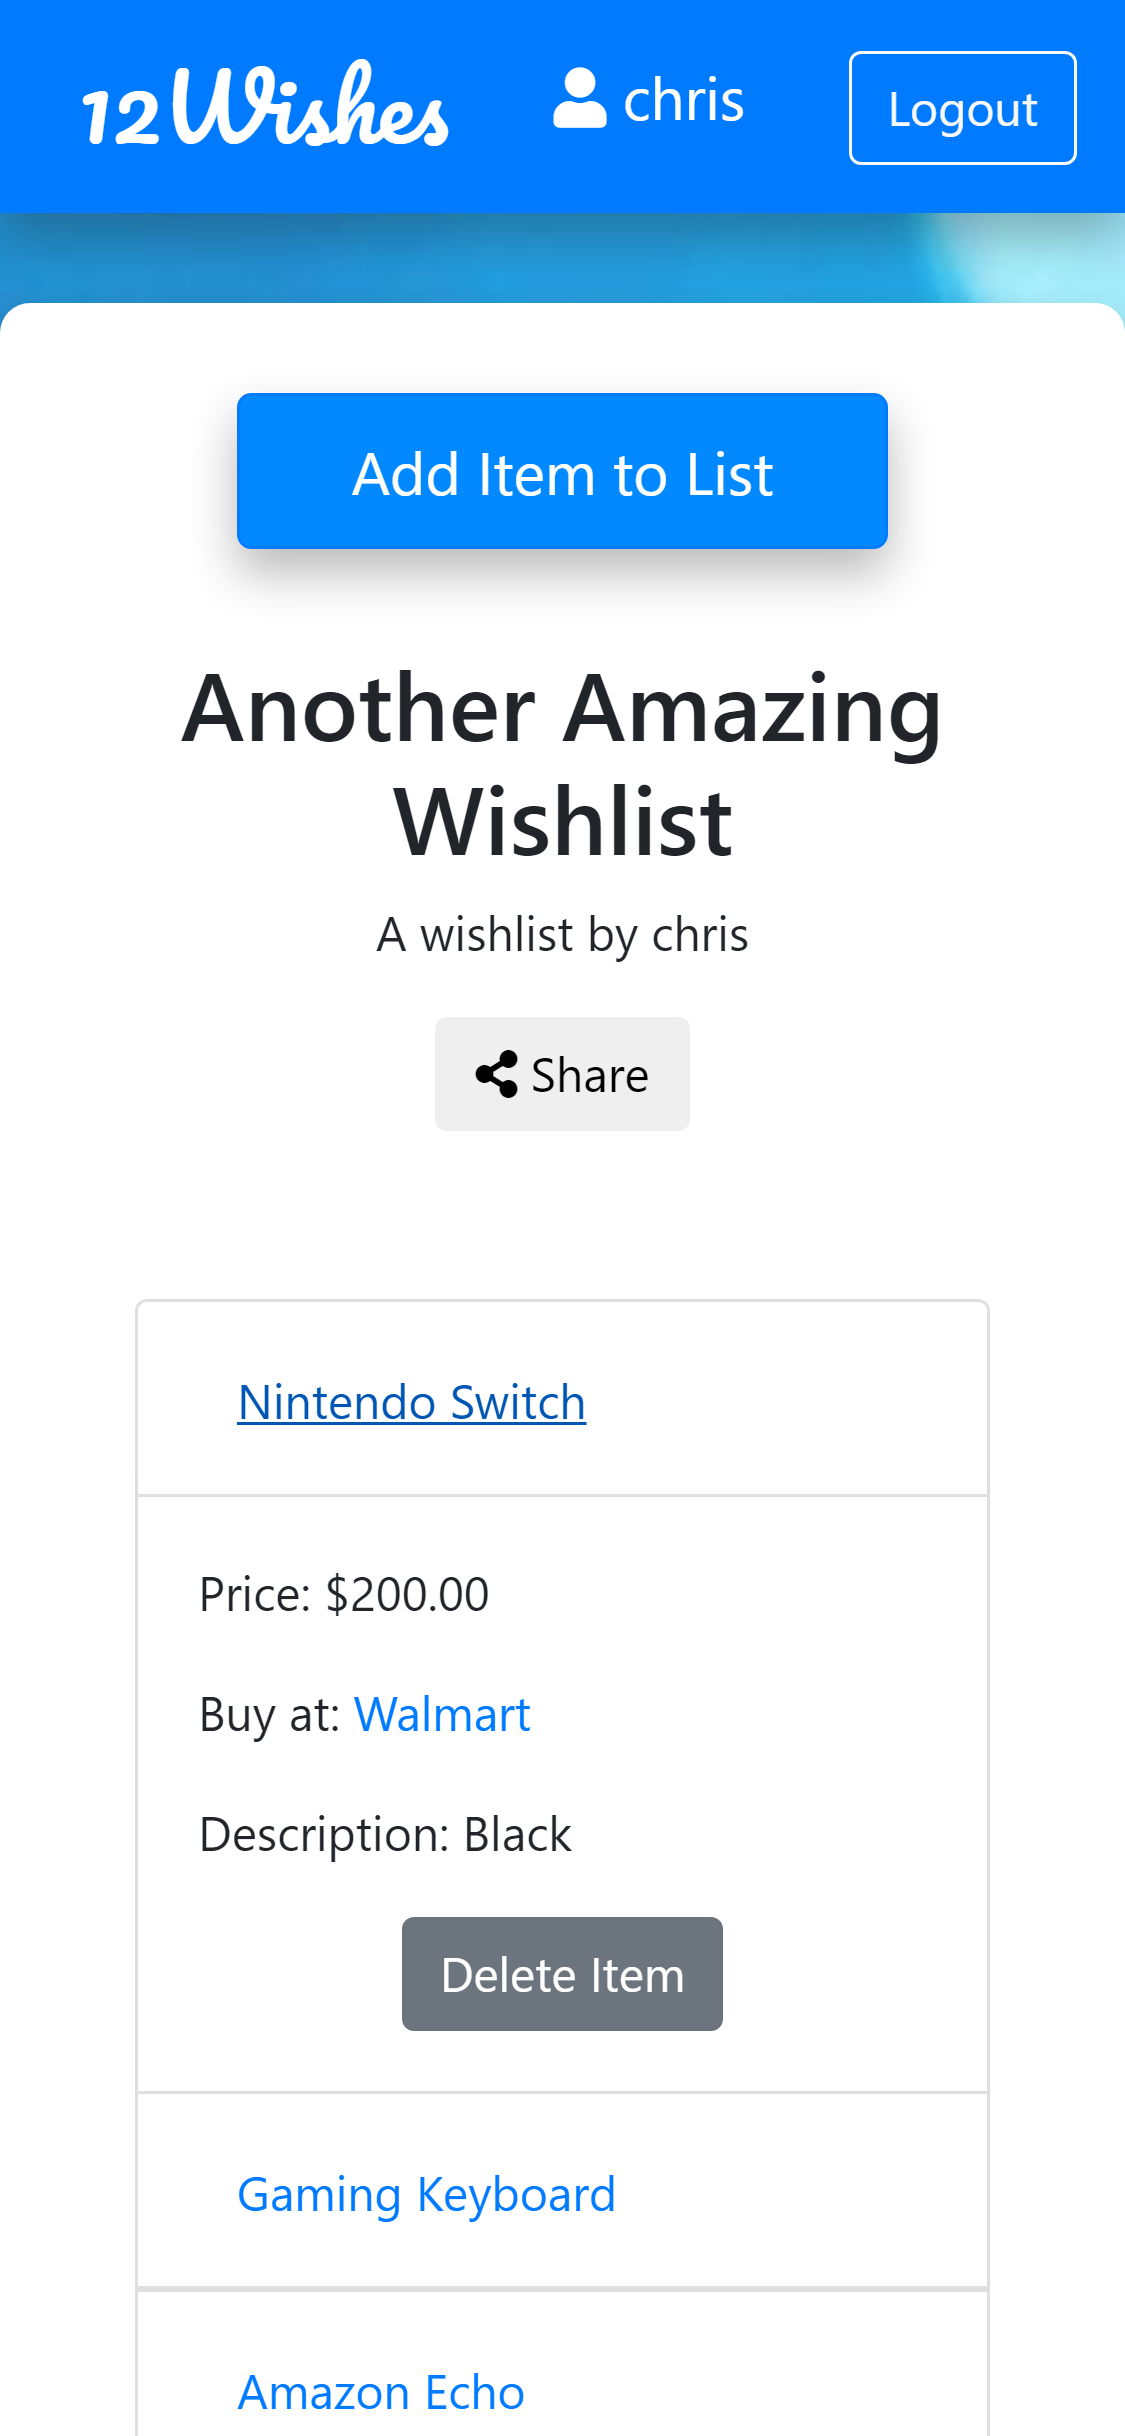 12Wishes
chris
Logout
Add Item to List
Another Amazing
Wishlist
A wishlist by chris
Share
Nintendo Switch
Price: $200.00
Buy at: Walmart
Description: Black
Delete Item
Gaming Keyboard
Amazon Echo